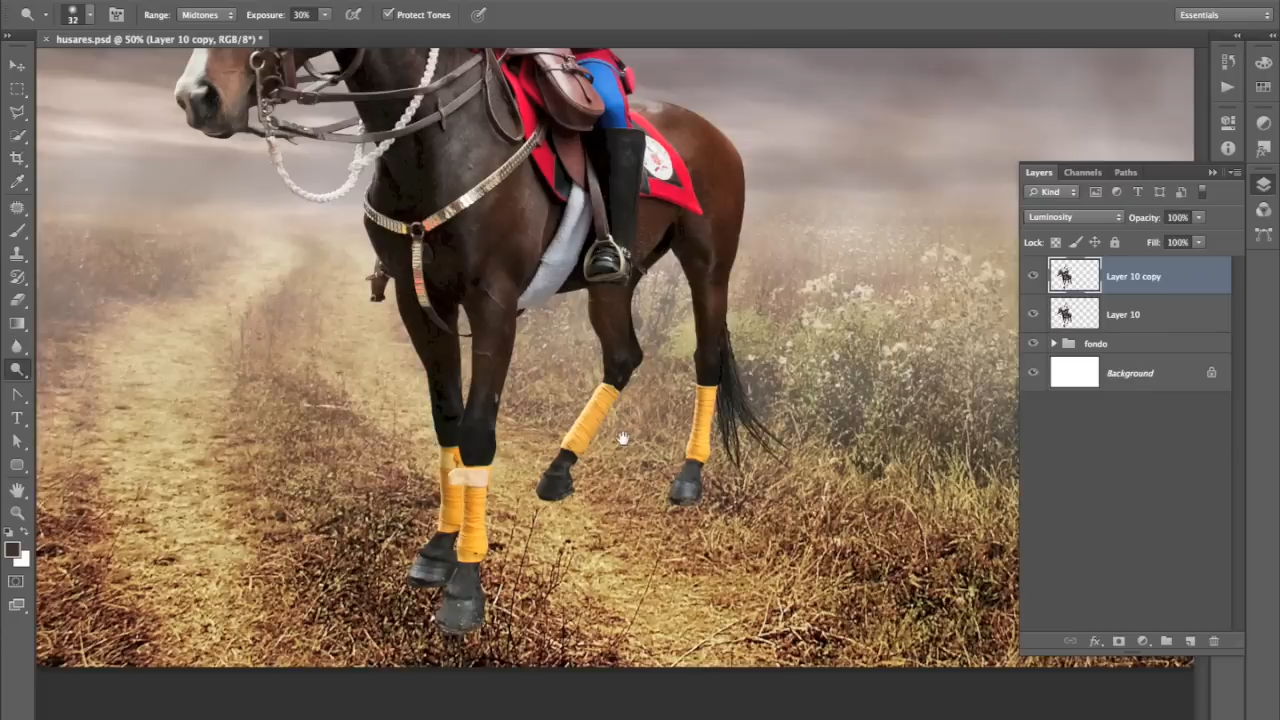 32
Range: Midtones
Exposure: 30%
Protect Tones
Essentials
husares.psd @ 50% (Layer 10 copy, RGB/8*) *
Layers Channels Paths
Kind
Luminosity
Opacity: 100%
Lock:
Fill: 100%
Layer 10 copy
Layer 10
fondo
Background